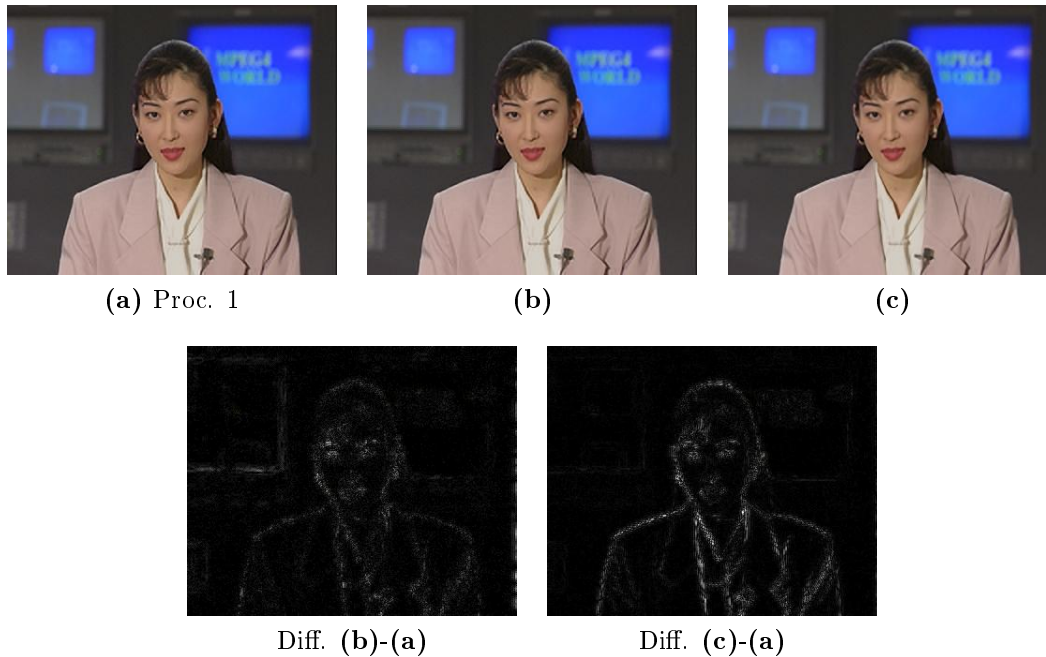 MPEG4
WORLD
MPEG4
WORLD
MPEG4
WORLD
(a) Proc. 1
(b)
(c)
Diff. (b)-(a)
Diff. (c)-(a)